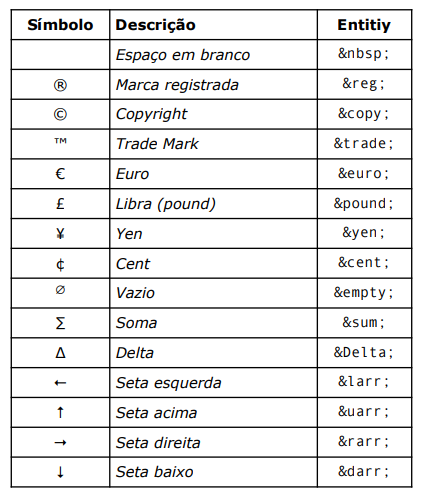 Símbolo Descrição Entitiy
Espaço em branco &nbsp;
® Marca registrada &reg;
© Copyright &copy;
™ Trade Mark &trade;
€ Euro &euro;
£ Libra (pound) &pound;
¥ Yen &yen;
¢ Cent &cent;
∅ Vazio &empty;
∑ Soma &sum;
Δ Delta &Delta;
← Seta esquerda &larr;
↑ Seta acima &uarr;
→ Seta direita &rarr;
↓ Seta baixo &darr;